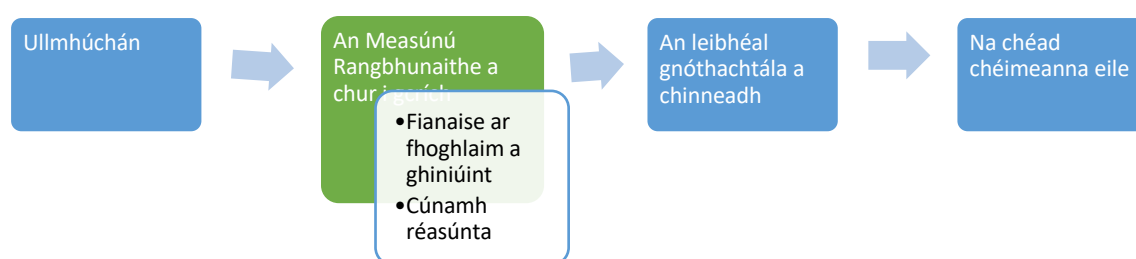 Ullmhúchán
An Measúnú
Rangbhunaithe a
chur i gcrích
•Fianaise ar
fhoghlaim a
ghiniúint
•Cúnamh
réasúnta
An leibhéal
gnóthachtála a
chinneadh
Na chéad
chéimeanna eile